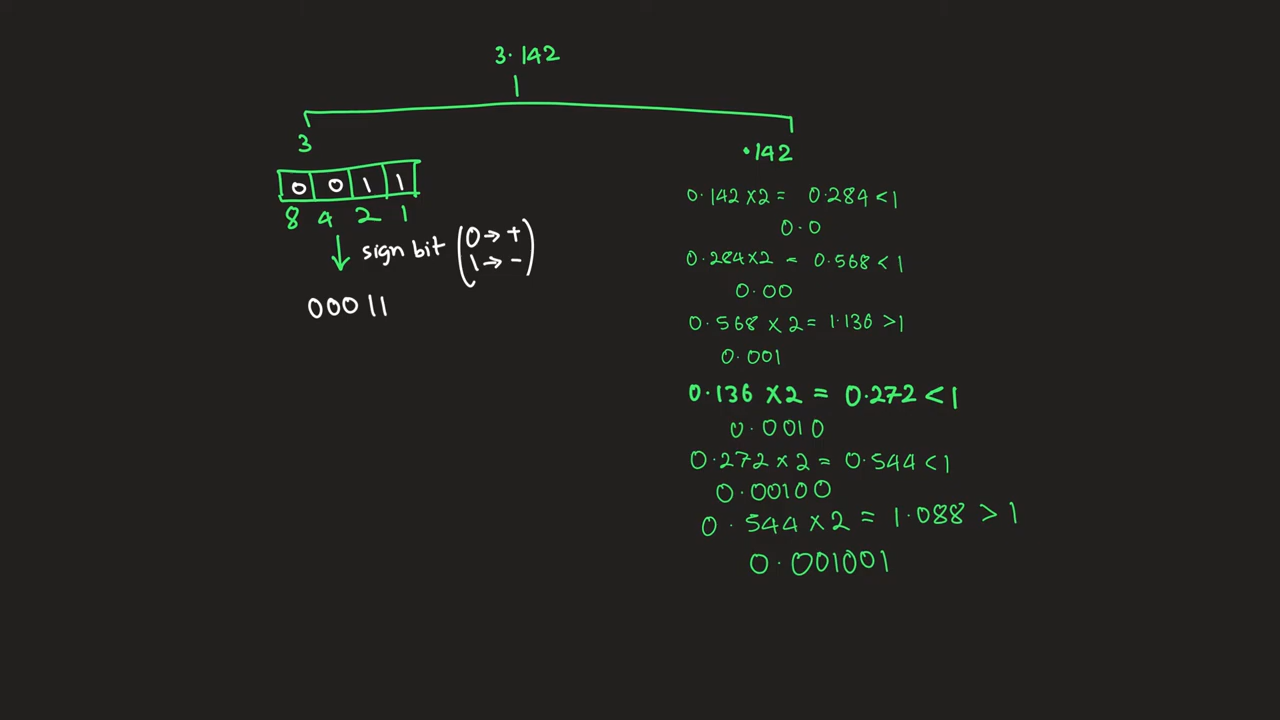 3.142
3
0 0 1 1
8 4 2 1
sign bit (0→+
1→-)
00011
.142
0.142×2= 0.284<1
0.0
0.284×2 = 0.568<1
0.00
0.568 ×2= 1.136 >1
0.001
0.136 ×2 = 0.272<1
0.0010
0.272×2 = 0.544<1
0.00100
0.544×2 = 1.088 > 1
0.001001